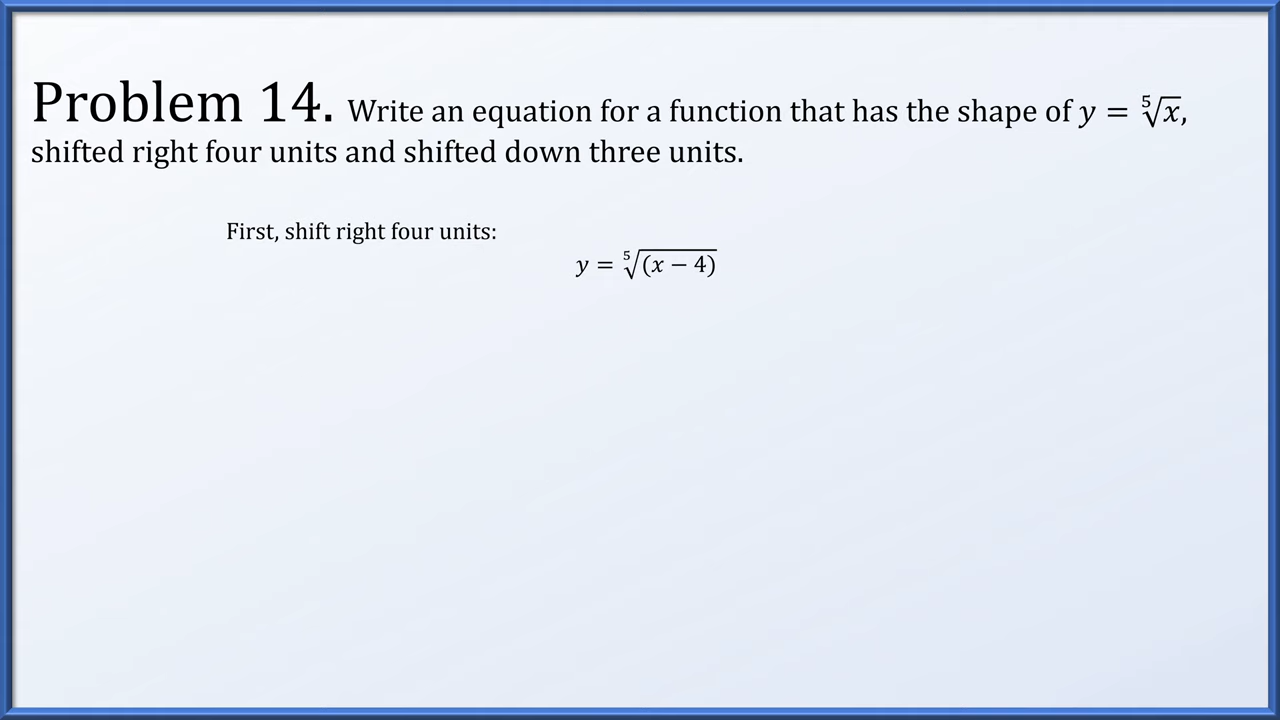 Problem 14. Write an equation for a function that has the shape of y = ⁵√x,
shifted right four units and shifted down three units.
First, shift right four units:
y = ⁵√(x − 4)